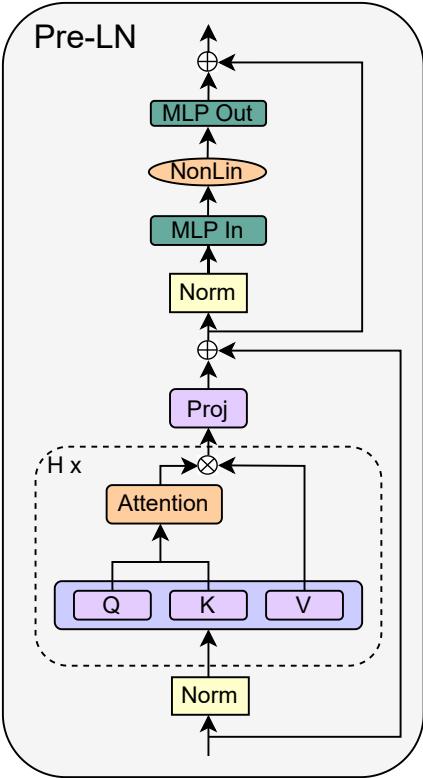 Pre-LN
MLP Out
NonLin
MLP In
Norm
Proj
H x
Attention
Q K V
Norm